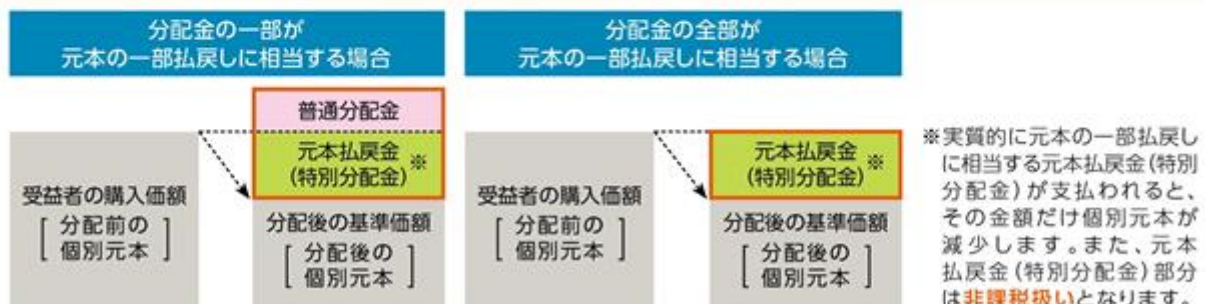 分配金の一部が
元本の一部払戻しに相当する場合
普通分配金
元本払戻金
(特別分配金)
※
受益者の購入価額
[ 分配前の
個別元本 ]
分配後の基準価額
[ 分配後の
個別元本 ]
分配金の全部が
元本の一部払戻しに相当する場合
元本払戻金
(特別分配金)
※
受益者の購入価額
[ 分配前の
個別元本 ]
分配後の基準価額
[ 分配後の
個別元本 ]
※実質的に元本の一部払戻し
に相当する元本払戻金(特別
分配金)が支払われると、
その金額だけ個別元本が
減少します。また、元本
払戻金(特別分配金)部分
は非課税扱いとなります。